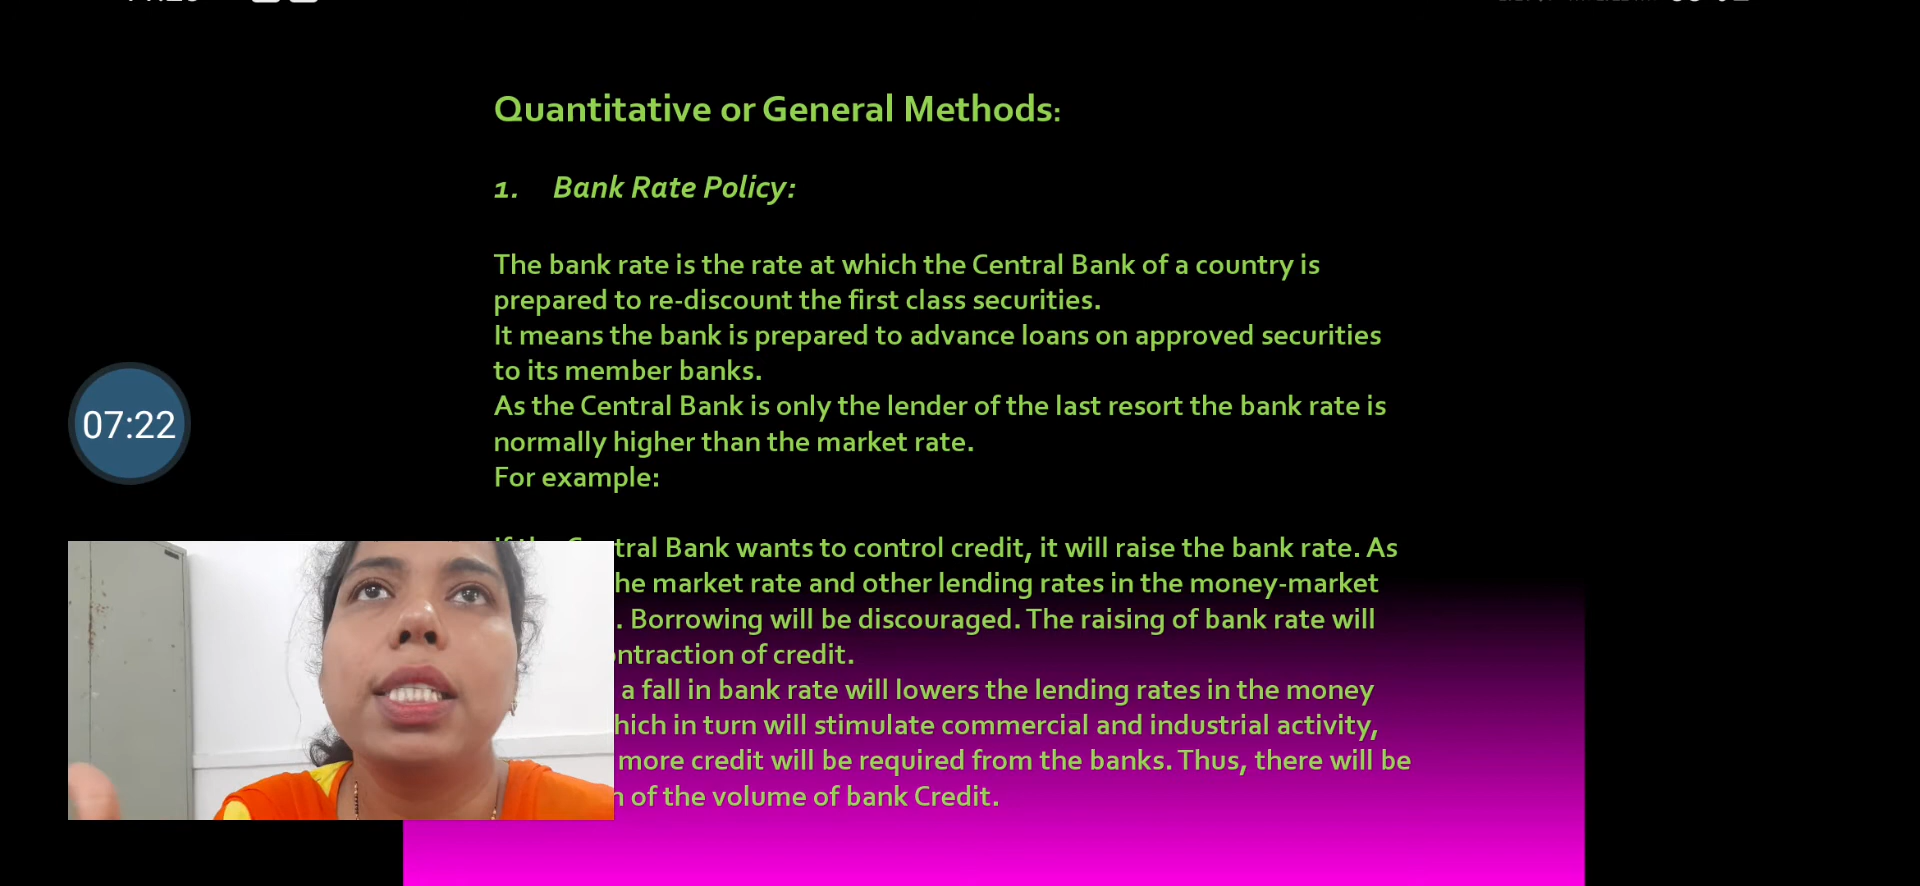 Quantitative or General Methods:
1. Bank Rate Policy:
The bank rate is the rate at which the Central Bank of a country is
prepared to re-discount the first class securities.
It means the bank is prepared to advance loans on approved securities
to its member banks.
As the Central Bank is only the lender of the last resort the bank rate is
normally higher than the market rate.
For example:
Bank wants to control credit, it will raise the bank rate. As
market rate and other lending rates in the money-market
07:22
. Borrowing will be discouraged. The raising of bank rate will
of credit.
a fall in bank rate will lowers the lending rates in the money
in turn will stimulate commercial and industrial activity,
more credit will be required from the banks. Thus, there will be
of the volume of bank Credit.